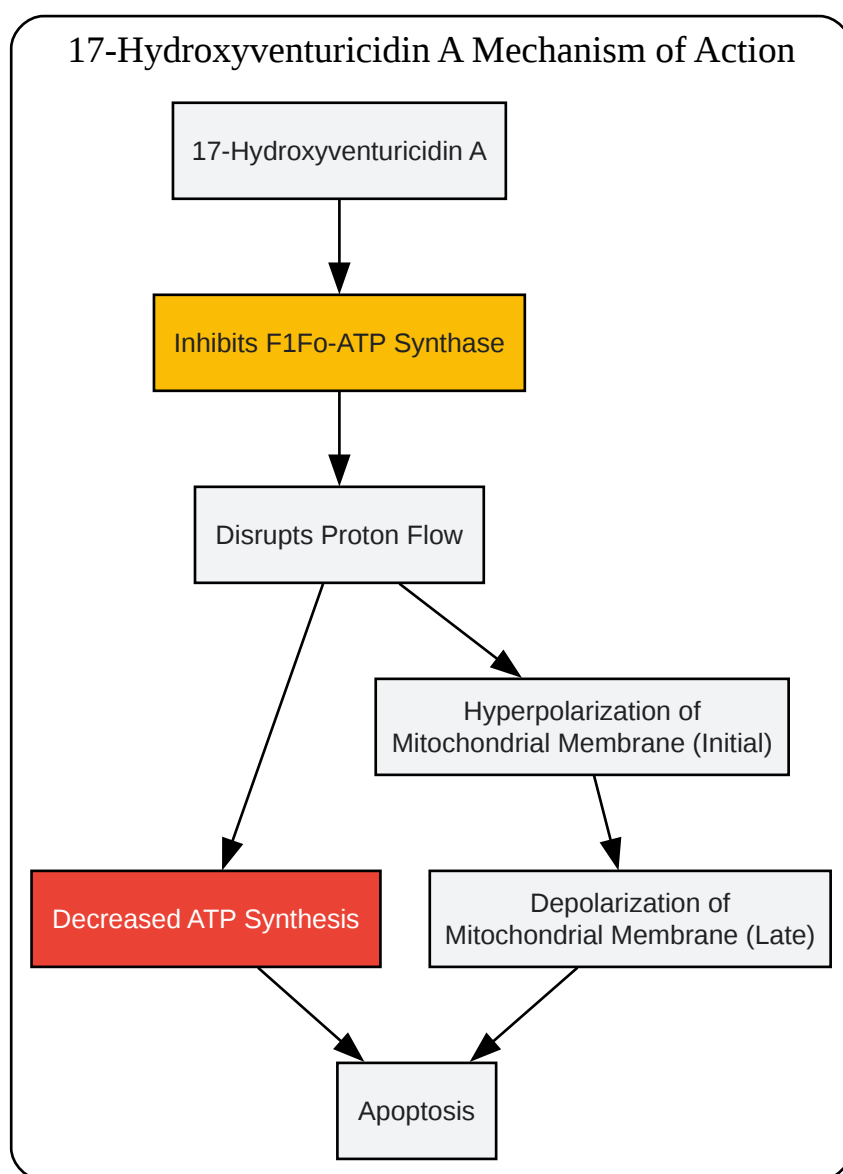 17-Hydroxyventuricidin A Mechanism of Action
17-Hydroxyventuricidin A
Inhibits F1Fo-ATP Synthase
Disrupts Proton Flow
Hyperpolarization of
Mitochondrial Membrane (Initial)
Decreased ATP Synthesis
Depolarization of
Mitochondrial Membrane (Late)
Apoptosis